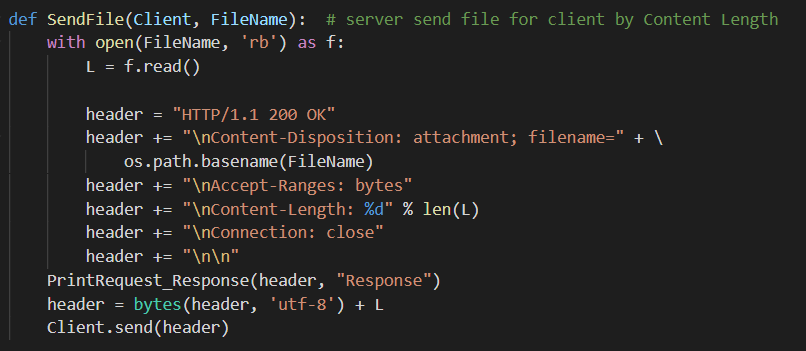 def SendFile(Client, FileName):  # server send file for client by Content Length
    with open(FileName, 'rb') as f:
        L = f.read()

        header = "HTTP/1.1 200 OK"
        header += "\nContent-Disposition: attachment; filename=" + \
            os.path.basename(FileName)
        header += "\nAccept-Ranges: bytes"
        header += "\nContent-Length: %d" % len(L)
        header += "\nConnection: close"
        header += "\n\n"
    PrintRequest_Response(header, "Response")
    header = bytes(header, 'utf-8') + L
    Client.send(header)